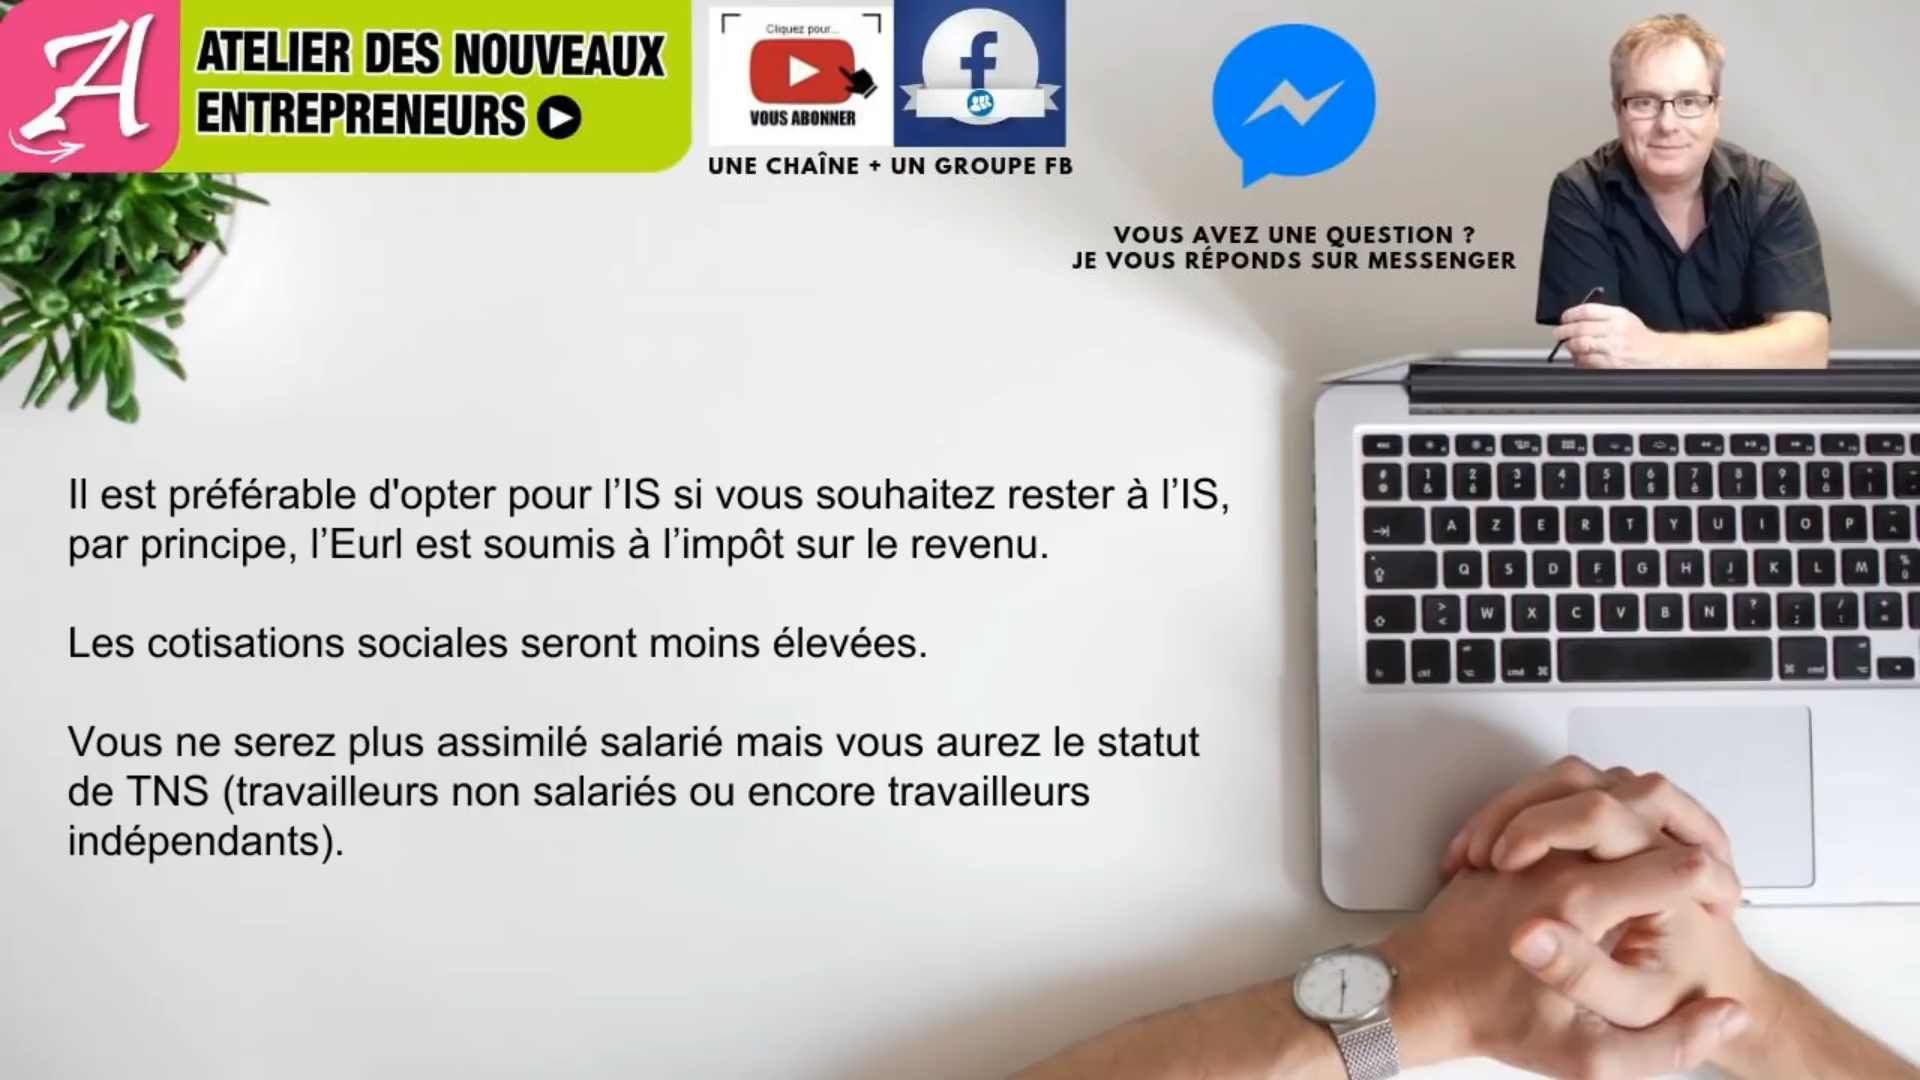 ATELIER DES NOUVEAUX
ENTREPRENEURS
Cliquez pour...
VOUS ABONNER
UNE CHAÎNE + UN GROUPE FB
VOUS AVEZ UNE QUESTION ?
JE VOUS RÉPONDS SUR MESSENGER
Il est préférable d'opter pour l’IS si vous souhaitez rester à l’IS,
par principe, l’Eurl est soumis à l’impôt sur le revenu.
Les cotisations sociales seront moins élevées.
Vous ne serez plus assimilé salarié mais vous aurez le statut
de TNS (travailleurs non salariés ou encore travailleurs
indépendants).
A Z E R T Y U I O P
Q S D F G H J K L M
W X C V B N